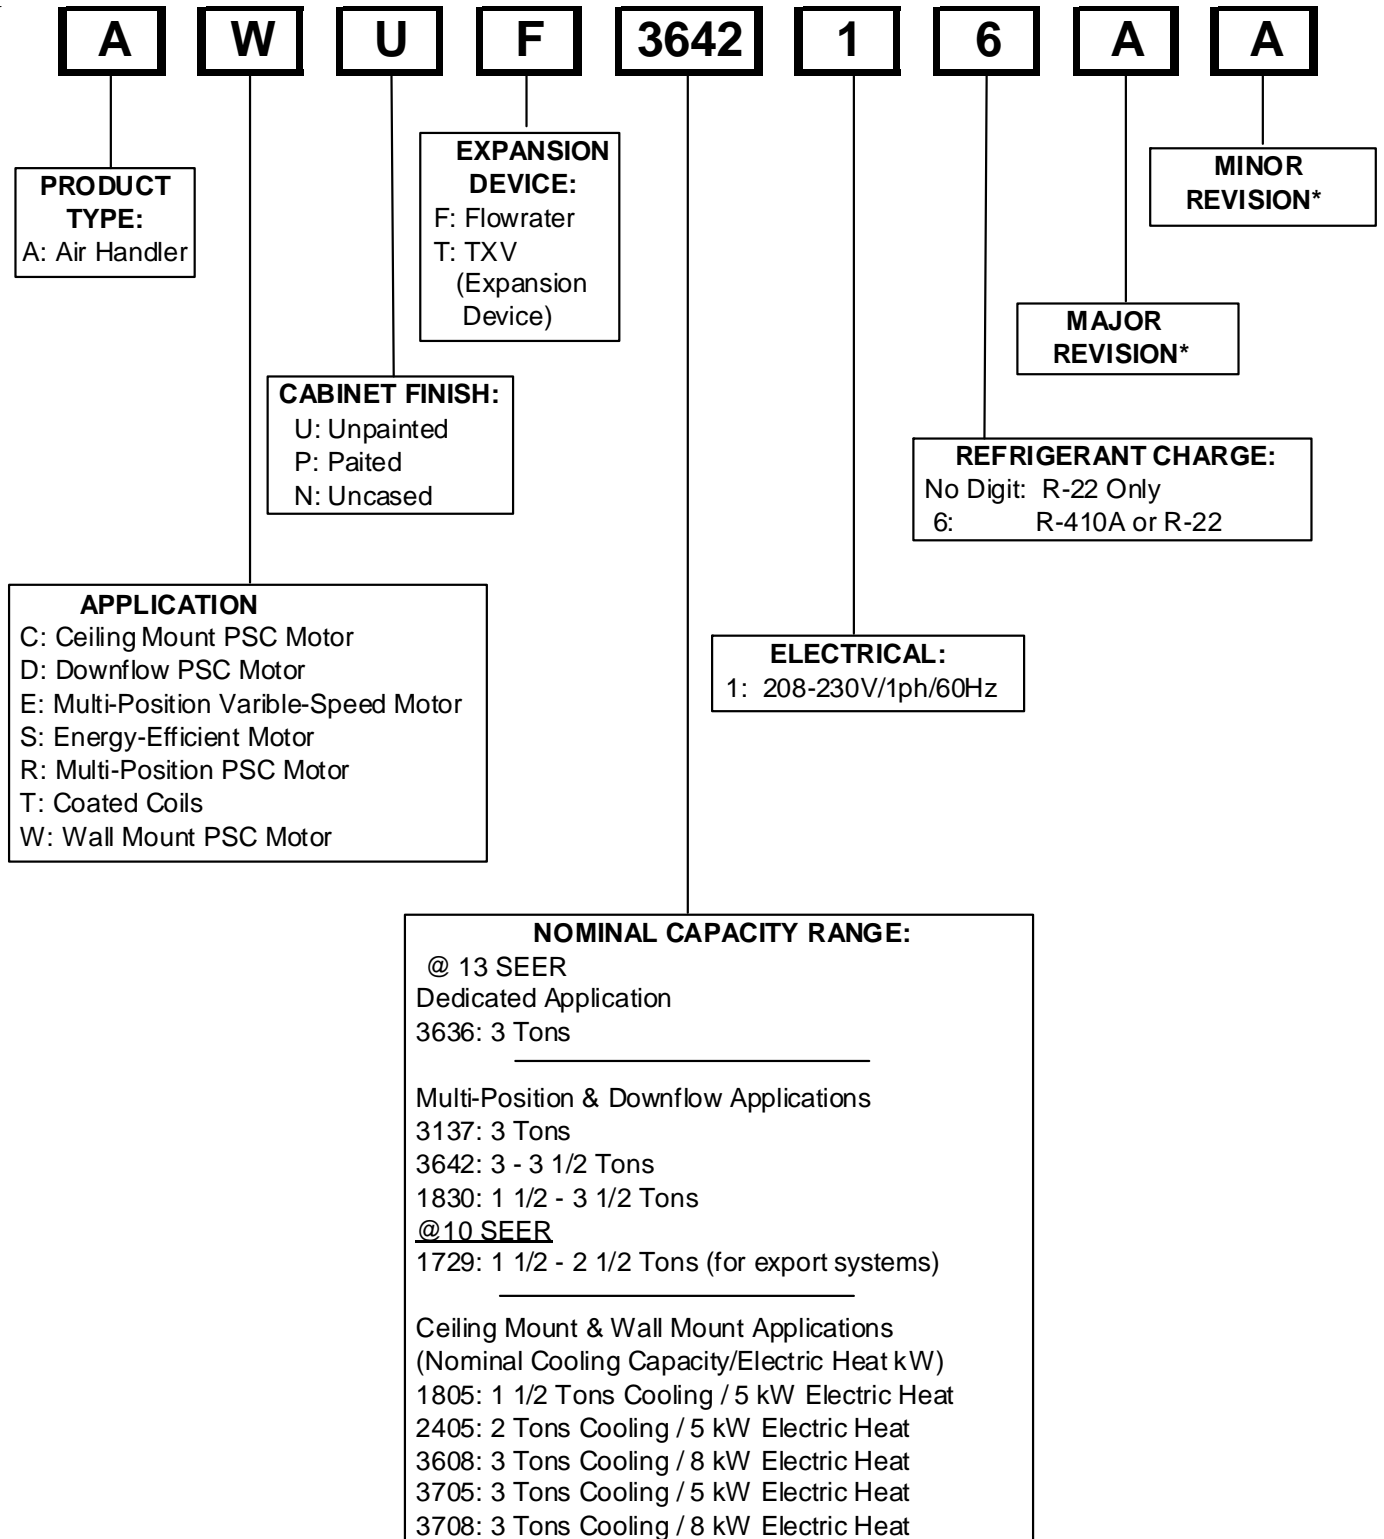 A W U F 3642 1 6 A A
PRODUCT
TYPE:
A: Air Handler
EXPANSION
DEVICE:
F: Flowrater
T: TXV
(Expansion
Device)
MINOR
REVISION*
MAJOR
REVISION*
CABINET FINISH:
U: Unpainted
P: Paited
N: Uncased
REFRIGERANT CHARGE:
No Digit: R-22 Only
6: R-410A or R-22
APPLICATION
C: Ceiling Mount PSC Motor
D: Downflow PSC Motor
E: Multi-Position Varible-Speed Motor
S: Energy-Efficient Motor
R: Multi-Position PSC Motor
T: Coated Coils
W: Wall Mount PSC Motor
ELECTRICAL:
1: 208-230V/1ph/60Hz
NOMINAL CAPACITY RANGE:
@ 13 SEER
Dedicated Application
3636: 3 Tons
Multi-Position & Downflow Applications
3137: 3 Tons
3642: 3 - 3 1/2 Tons
1830: 1 1/2 - 3 1/2 Tons
@10 SEER
1729: 1 1/2 - 2 1/2 Tons (for export systems)
Ceiling Mount & Wall Mount Applications
(Nominal Cooling Capacity/Electric Heat kW)
1805: 1 1/2 Tons Cooling / 5 kW Electric Heat
2405: 2 Tons Cooling / 5 kW Electric Heat
3608: 3 Tons Cooling / 8 kW Electric Heat
3705: 3 Tons Cooling / 5 kW Electric Heat
3708: 3 Tons Cooling / 8 kW Electric Heat